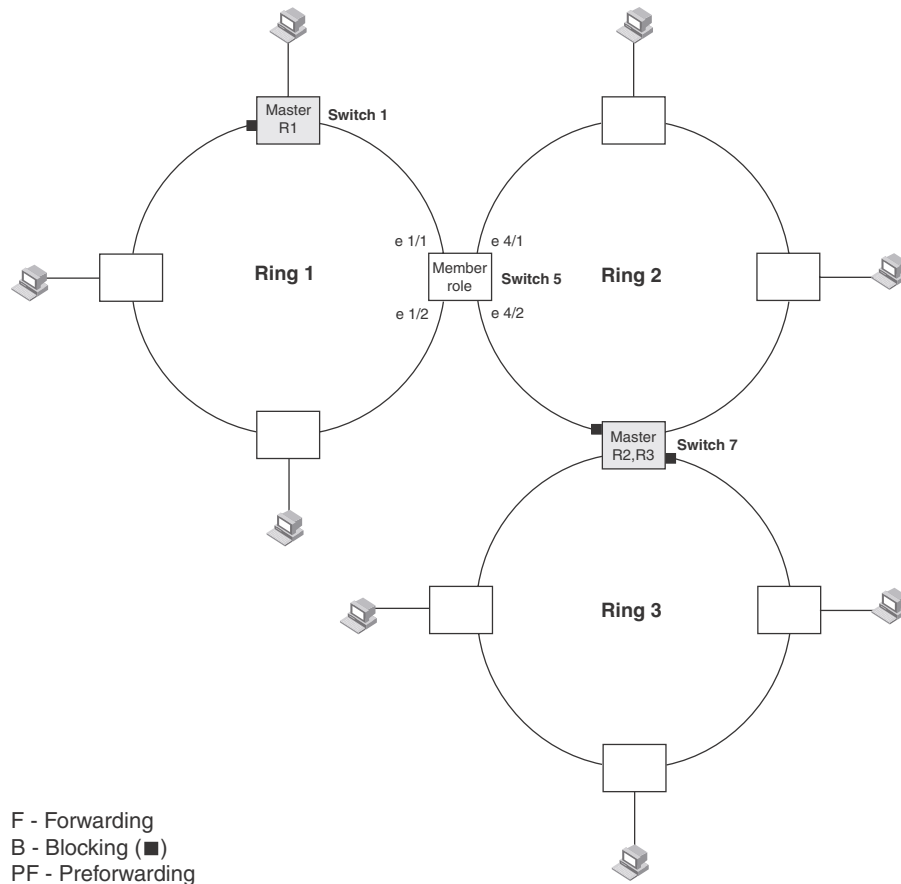 Master
R1
Switch 1
e 1/1
e 4/1
Ring 1
Member
role
Switch 5
Ring 2
e 1/2
e 4/2
Master
R2,R3
Switch 7
Ring 3
F - Forwarding
B - Blocking (■)
PF - Preforwarding